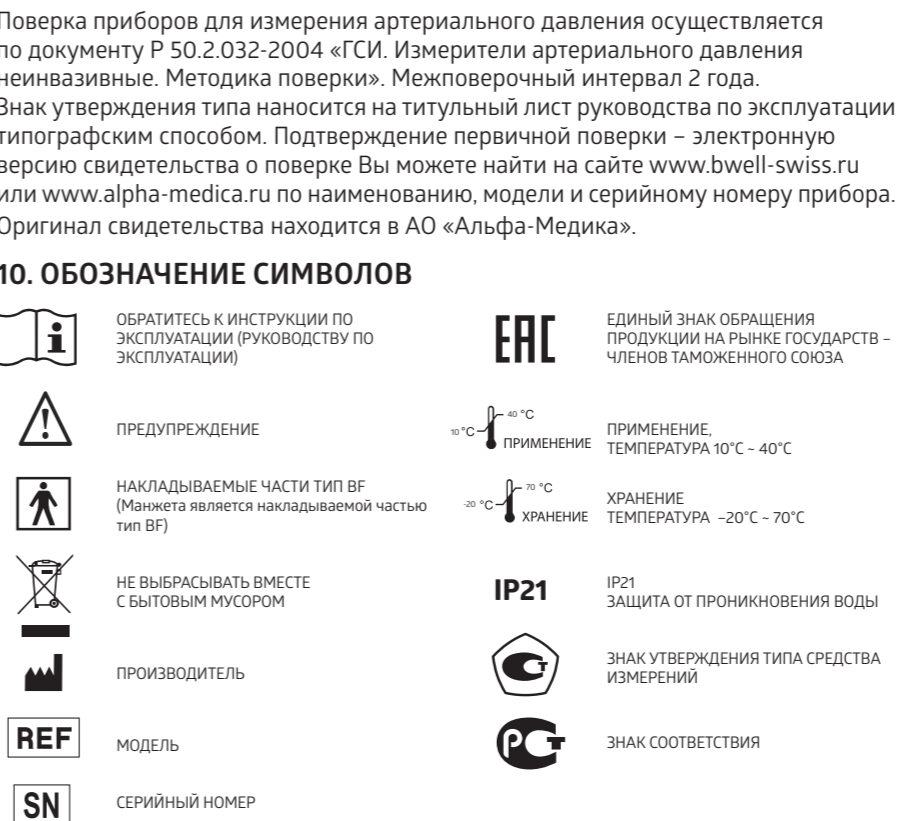 Поверка приборов для измерения артериального давления осуществляется
по документу Р 50.2.032-2004 «ГСИ. Измерители артериального давления
неинвазивные. Методика поверки». Межповерочный интервал 2 года.
Знак утверждения типа наносится на титульный лист руководства по эксплуатации
типографским способом. Подтверждение первичной поверки – электронную
версию свидетельства о поверке Вы можете найти на сайте www.bwell-swiss.ru
или www.alpha-medica.ru по наименованию, модели и серийному номеру прибора.
Оригинал свидетельства находится в АО «Альфа-Медика».
10. ОБОЗНАЧЕНИЕ СИМВОЛОВ
i
ОБРАТИТЕСЬ К ИНСТРУКЦИИ ПО
ЭКСПЛУАТАЦИИ (РУКОВОДСТВУ ПО
ЭКСПЛУАТАЦИИ)
!
ПРЕДУПРЕЖДЕНИЕ
НАКЛАДЫВАЕМЫЕ ЧАСТИ ТИП BF
(Манжета является накладываемой частью
тип BF)
НЕ ВЫБРАСЫВАТЬ ВМЕСТЕ
С БЫТОВЫМ МУСОРОМ
ПРОИЗВОДИТЕЛЬ
REF
МОДЕЛЬ
SN
СЕРИЙНЫЙ НОМЕР
EAC
ЕДИНЫЙ ЗНАК ОБРАЩЕНИЯ
ПРОДУКЦИИ НА РЫНКЕ ГОСУДАРСТВ –
ЧЛЕНОВ ТАМОЖЕННОГО СОЮЗА
40 °C
10 °C
ПРИМЕНЕНИЕ
ПРИМЕНЕНИЕ,
ТЕМПЕРАТУРА 10°C ~ 40°C
70 °C
-20 °C
ХРАНЕНИЕ
ХРАНЕНИЕ
ТЕМПЕРАТУРА –20°C ~ 70°C
IP21
IP21
ЗАЩИТА ОТ ПРОНИКНОВЕНИЯ ВОДЫ
СТ
ЗНАК УТВЕРЖДЕНИЯ ТИПА СРЕДСТВА
ИЗМЕРЕНИЙ
РСТ
ЗНАК СООТВЕТСТВИЯ